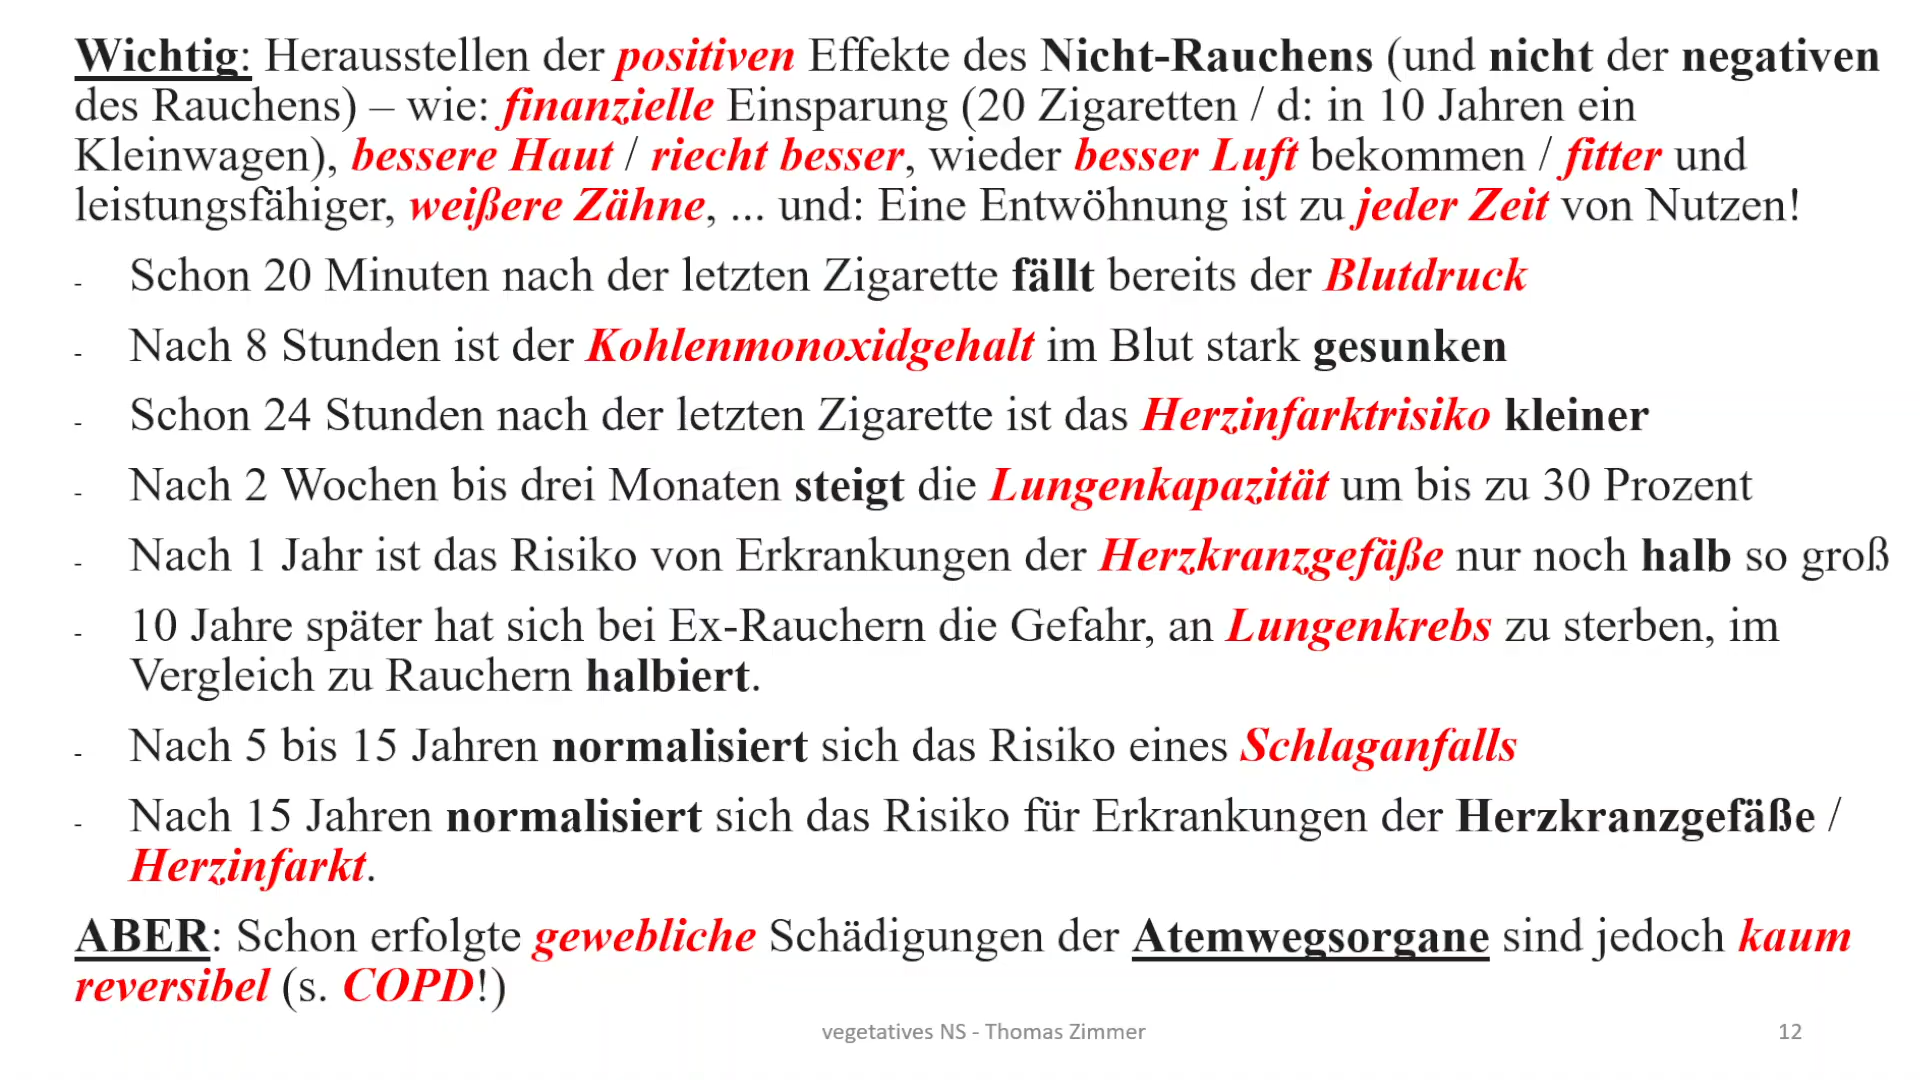 Wichtig: Herausstellen der positiven Effekte des Nicht-Rauchens (und nicht der negativen
des Rauchens) – wie: finanzielle Einsparung (20 Zigaretten / d: in 10 Jahren ein
Kleinwagen), bessere Haut / riecht besser, wieder besser Luft bekommen / fitter und
leistungsfähiger, weißere Zähne, ... und: Eine Entwöhnung ist zu jeder Zeit von Nutzen!
- Schon 20 Minuten nach der letzten Zigarette fällt bereits der Blutdruck
- Nach 8 Stunden ist der Kohlenmonoxidgehalt im Blut stark gesunken
- Schon 24 Stunden nach der letzten Zigarette ist das Herzinfarktrisiko kleiner
- Nach 2 Wochen bis drei Monaten steigt die Lungenkapazität um bis zu 30 Prozent
- Nach 1 Jahr ist das Risiko von Erkrankungen der Herzkranzgefäße nur noch halb so groß
- 10 Jahre später hat sich bei Ex-Rauchern die Gefahr, an Lungenkrebs zu sterben, im
Vergleich zu Rauchern halbiert.
- Nach 5 bis 15 Jahren normalisiert sich das Risiko eines Schlaganfalls
- Nach 15 Jahren normalisiert sich das Risiko für Erkrankungen der Herzkranzgefäße /
Herzinfarkt.
ABER: Schon erfolgte gewebliche Schädigungen der Atemwegsorgane sind jedoch kaum
reversibel (s. COPD!)
vegetatives NS - Thomas Zimmer
12